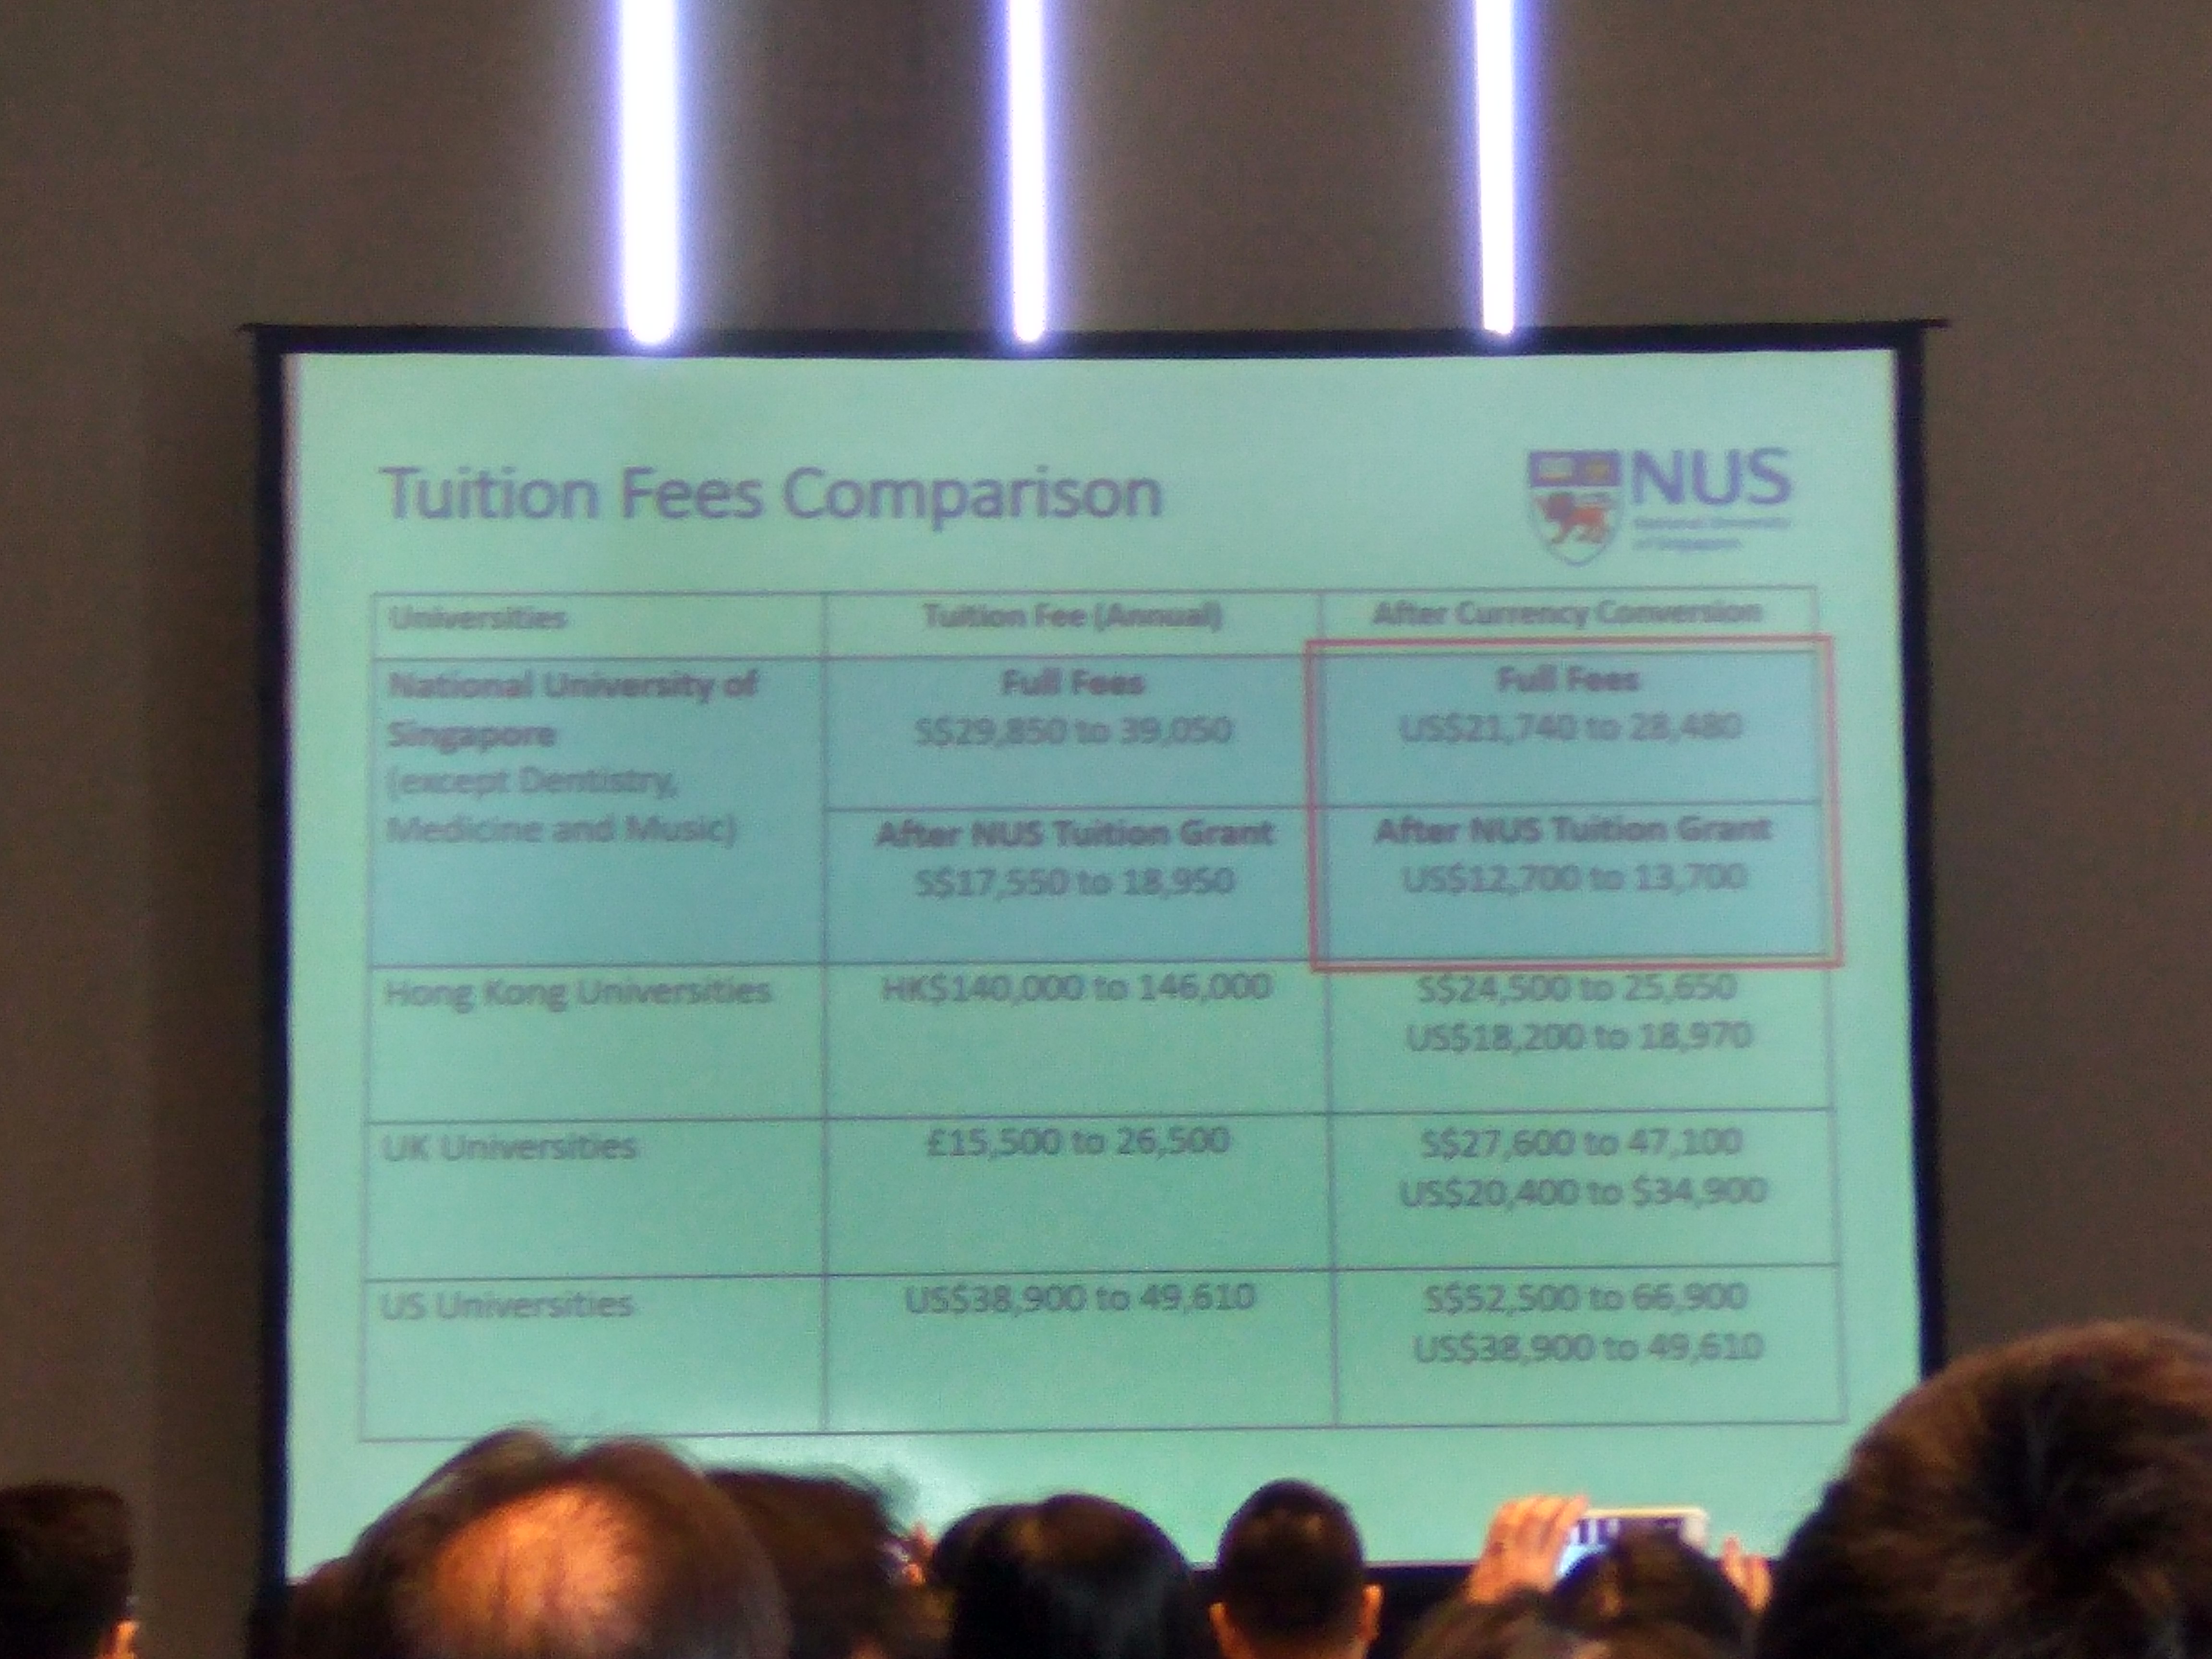 Tuition Fees Comparison
NUS
National University
of Singapore
Universities
Tuition Fee (Annual)
After Currency Conversion
National University of
Singapore
(except Dentistry,
Medicine and Music)
Full Fees
S$29,850 to 39,050
Full Fees
US$21,740 to 28,480
After NUS Tuition Grant
S$17,550 to 18,950
After NUS Tuition Grant
US$12,700 to 13,700
Hong Kong Universities
HK$140,000 to 146,000
S$24,500 to 25,650
US$18,200 to 18,970
UK Universities
£15,500 to 26,500
S$27,600 to 47,100
US$20,400 to $34,900
US Universities
US$38,900 to 49,610
S$52,500 to 66,900
US$38,900 to 49,610